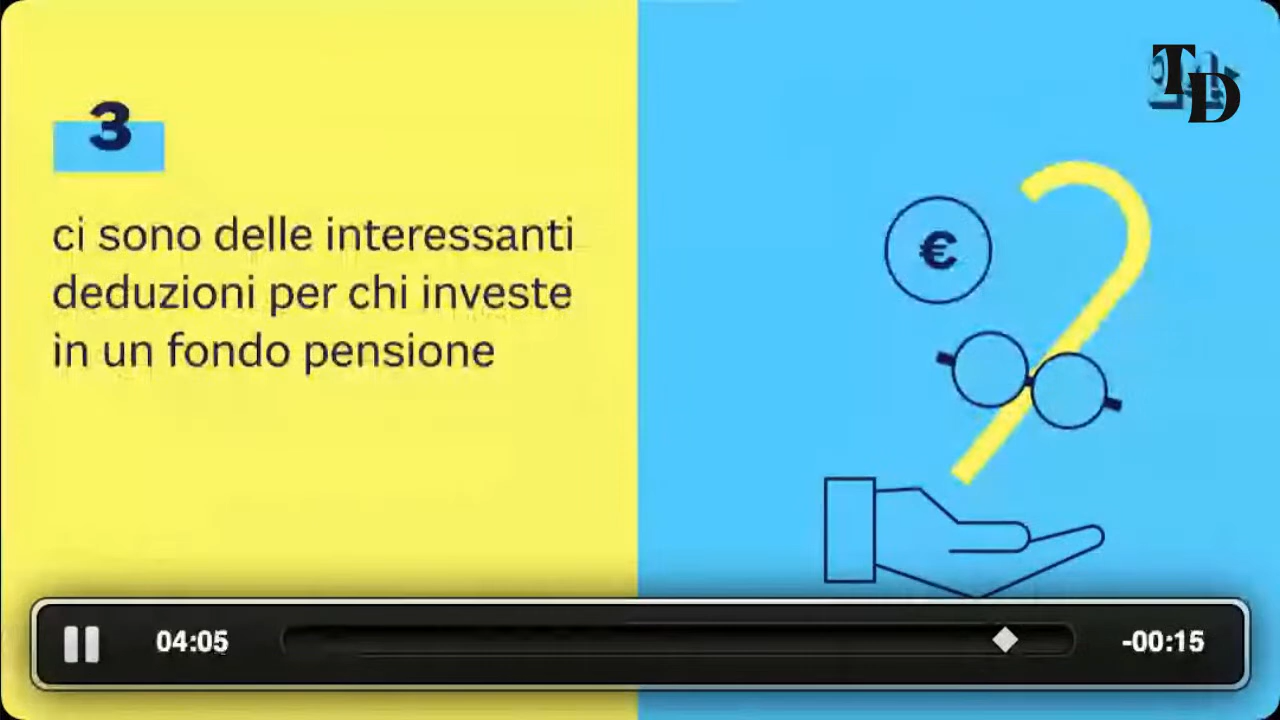 3
ci sono delle interessanti
deduzioni per chi investe
in un fondo pensione
€
TD
04:05
-00:15